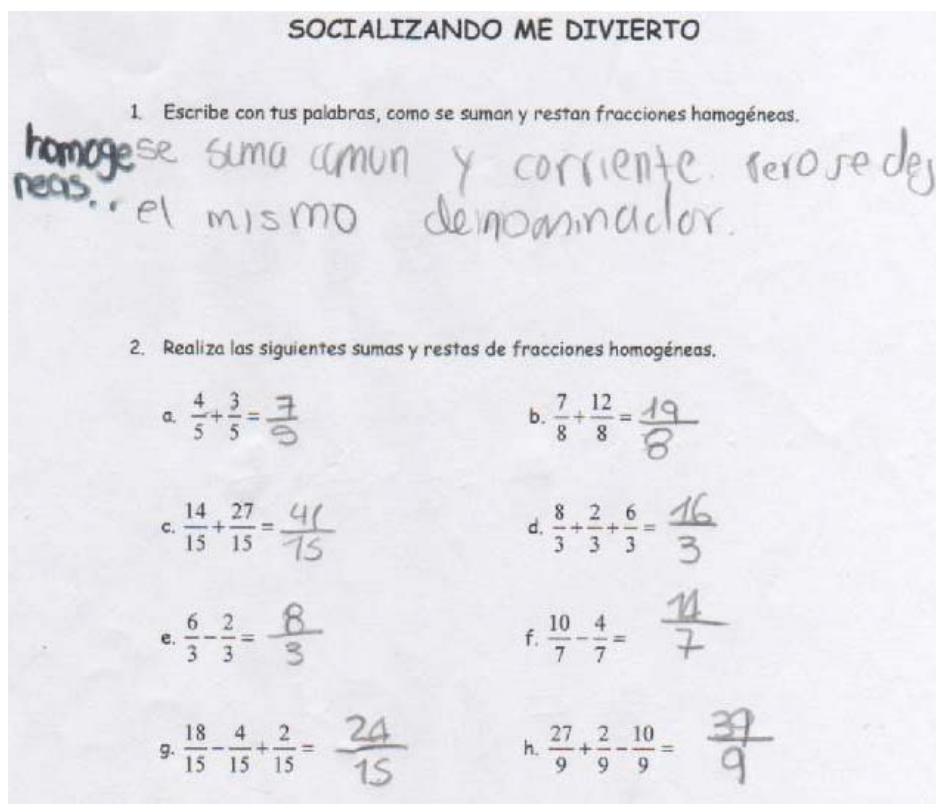 SOCIALIZANDO ME DIVIERTO
1. Escribe con tus palabras, como se suman y restan fracciones homogéneas.
homogeneas.. se suma comun y corriente. Pero se dej
el mismo denominador.
2. Realiza las siguientes sumas y restas de fracciones homogéneas.
a. 4/5 + 3/5 = 7/5
b. 7/8 + 12/8 = 19/8
c. 14/15 + 27/15 = 41/15
d. 8/3 + 2/3 + 6/3 = 16/3
e. 6/3 - 2/3 = 8/3
f. 10/7 - 4/7 = 14/7
g. 18/15 - 4/15 + 2/15 = 24/15
h. 27/9 + 2/9 - 10/9 = 39/9